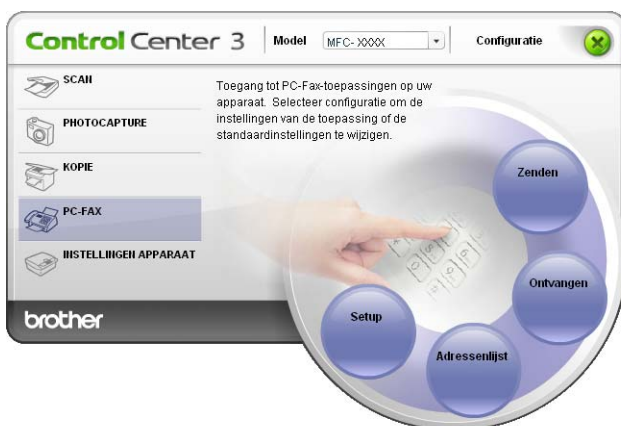 Control Center 3
Model
MFC-XXXX
Configuratie
SCAN
PHOTOCAPTURE
KOPIE
PC-FAX
INSTELLINGEN APPARAAT
Toegang tot PC-Fax-toepassingen op uw
apparaat. Selecteer configuratie om de
instellingen van de toepassing of de
standaardinstellingen te wijzigen.
Zenden
Ontvangen
Adressenlijst
Setup
brother